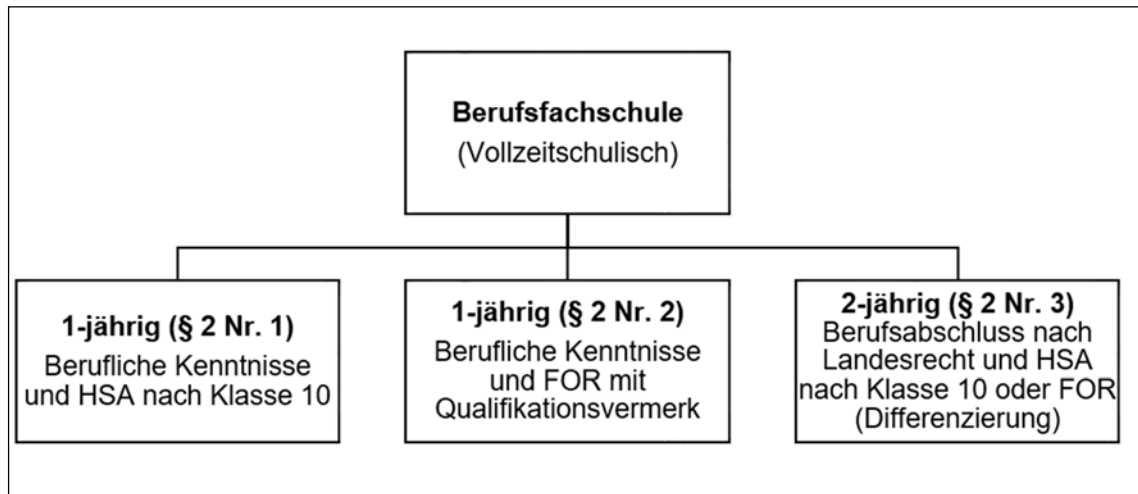 Berufsfachschule
(Vollzeitschulisch)
1-jährig (§ 2 Nr. 1)
Berufliche Kenntnisse
und HSA nach Klasse 10
1-jährig (§ 2 Nr. 2)
Berufliche Kenntnisse
und FOR mit
Qualifikationsvermerk
2-jährig (§ 2 Nr. 3)
Berufsabschluss nach
Landesrecht und HSA
nach Klasse 10 oder FOR
(Differenzierung)